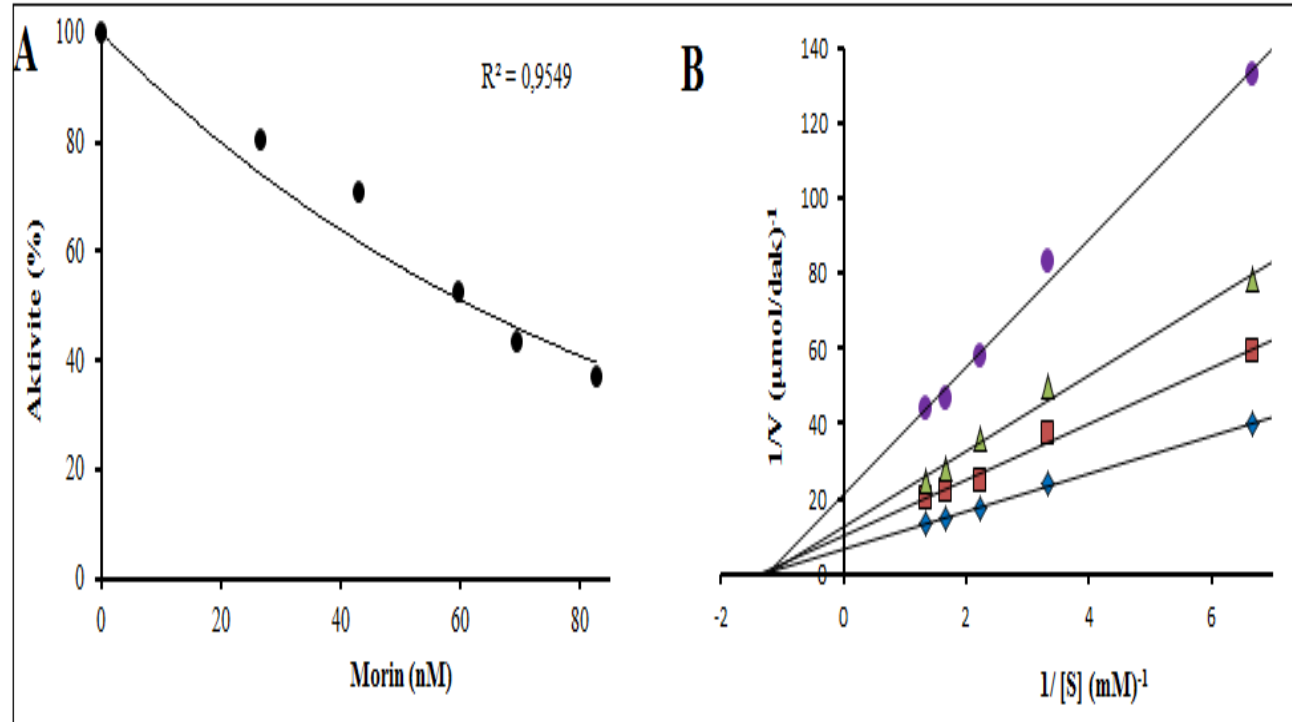 A
100
80
60
40
20
0
R² = 0,9549
0 20 40 60 80
Aktivite (%)
Morin (nM)
B
140
120
100
80
60
40
20
0
-2 0 2 4 6
1/V (µmol/dak)⁻¹
1/ [S] (mM)⁻¹